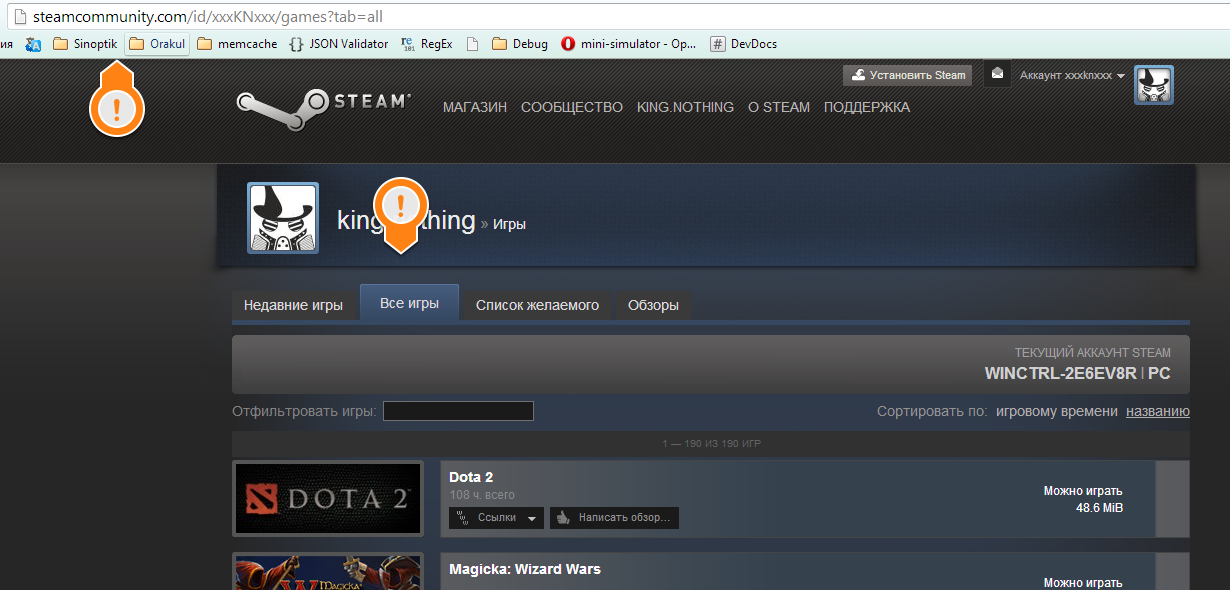 steamcommunity.com/id/xxxKNxxx/games?tab=all
ия Sinoptik Orakul memcache {} JSON Validator re 101 RegEx Debug mini-simulator - Op... # DevDocs
Установить Steam Аккаунт xxxknxxx
STEAM МАГАЗИН СООБЩЕСТВО KING.NOTHING О STEAM ПОДДЕРЖКА
!
!
king thing » Игры
Недавние игры Все игры Список желаемого Обзоры
ТЕКУЩИЙ АККАУНТ STEAM
WINCTRL-2E6EV8R | PC
Отфильтровать игры: Сортировать по: игровому времени названию
1 — 190 ИЗ 190 ИГР
DOTA 2
Dota 2
108 ч. всего
Ссылки Написать обзор...
Можно играть
48.6 MiB
MAGICKA
Magicka: Wizard Wars
Можно играть